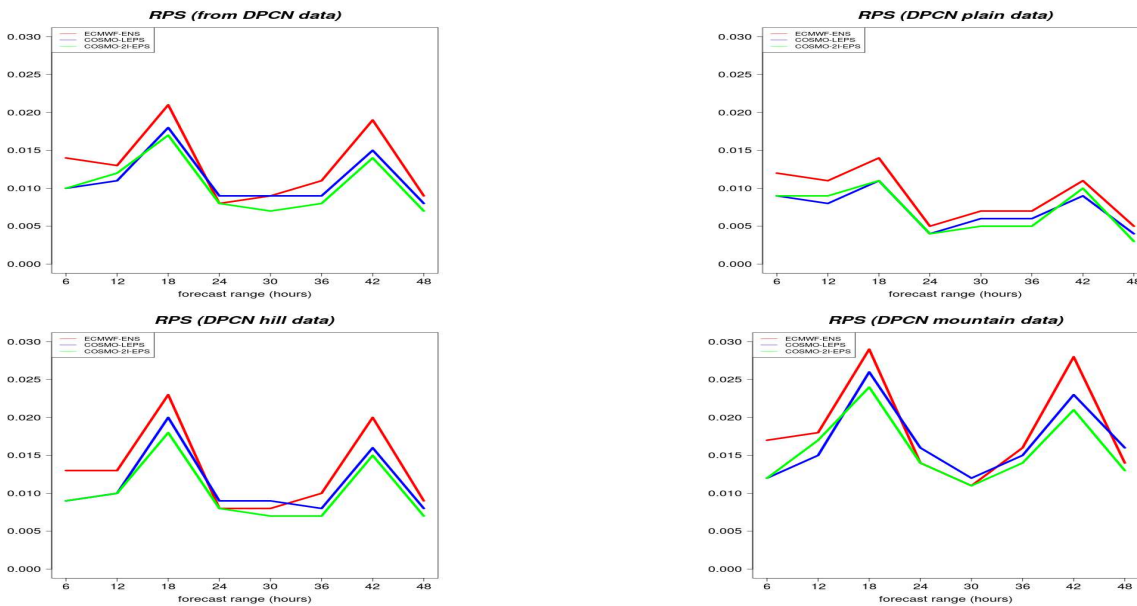 RPS (from DPCN data)
ECMWF-ENS
COSMO-LEPS
COSMO-2I-EPS
0.030
0.025
0.020
0.015
0.010
0.005
0.000
6 12 18 24 30 36 42 48
forecast range (hours)
RPS (DPCN plain data)
ECMWF-ENS
COSMO-LEPS
COSMO-2I-EPS
0.030
0.025
0.020
0.015
0.010
0.005
0.000
6 12 18 24 30 36 42 48
forecast range (hours)
RPS (DPCN hill data)
ECMWF-ENS
COSMO-LEPS
COSMO-2I-EPS
0.030
0.025
0.020
0.015
0.010
0.005
0.000
6 12 18 24 30 36 42 48
forecast range (hours)
RPS (DPCN mountain data)
ECMWF-ENS
COSMO-LEPS
COSMO-2I-EPS
0.030
0.025
0.020
0.015
0.010
0.005
0.000
6 12 18 24 30 36 42 48
forecast range (hours)